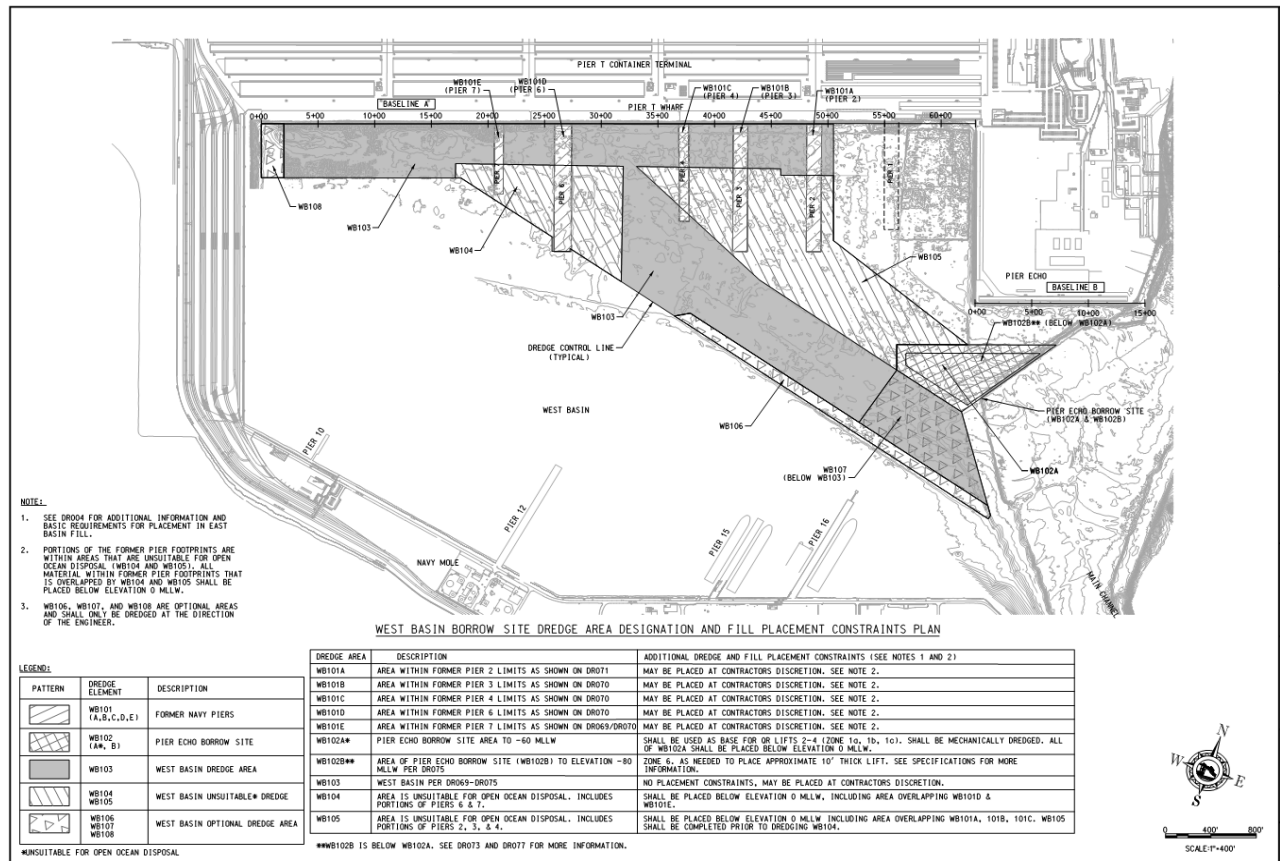 PIER T CONTAINER TERMINAL
WB101E
(PIER 7)
WB101D
(PIER 6)
WB101C
(PIER 4)
WB101B
(PIER 3)
WB101A
(PIER 2)
BASELINE A
PIER T WHARF
0+00
5+00
10+00
15+00
20+00
25+00
30+00
35+00
40+00
45+00
50+00
55+00
60+00
PIER
PIER 6
PIER 4
PIER 3
PIER 2
PIER 1
WB108
WB103
WB104
WB105
PIER ECHO
BASELINE B
0+00
5+00
10+00
15+00
WB102B** (BELOW WB102A)
WB103
DREDGE CONTROL LINE
(TYPICAL)
WEST BASIN
WB106
PIER ECHO BORROW SITE
(WB102A & WB102B)
WB102A
WB107
(BELOW WB103)
PIER 10
PIER 12
PIER 15
PIER 16
NAVY MOLE
MAIN CHANNEL
NOTE:
1. SEE DR004 FOR ADDITIONAL INFORMATION AND
BASIC REQUIREMENTS FOR PLACEMENT IN EAST
BASIN FILL.
2. PORTIONS OF THE FORMER PIER FOOTPRINTS ARE
WITHIN AREAS THAT ARE UNSUITABLE FOR OPEN
OCEAN DISPOSAL (WB104 AND WB105). ALL
MATERIAL WITHIN FORMER PIER FOOTPRINTS THAT
IS OVERLAPPED BY WB104 AND WB105 SHALL BE
PLACED BELOW ELEVATION 0 MLLW.
3. WB106, WB107, AND WB108 ARE OPTIONAL AREAS
AND SHALL ONLY BE DREDGED AT THE DIRECTION
OF THE ENGINEER.
WEST BASIN BORROW SITE DREDGE AREA DESIGNATION AND FILL PLACEMENT CONSTRAINTS PLAN
LEGEND:
PATTERN DREDGE ELEMENT DESCRIPTION
WB101 (A,B,C,D,E) FORMER NAVY PIERS
WB102 (A*, B) PIER ECHO BORROW SITE
WB103 WEST BASIN DREDGE AREA
WB104 WB105 WEST BASIN UNSUITABLE* DREDGE
WB106 WB107 WB108 WEST BASIN OPTIONAL DREDGE AREA
*UNSUITABLE FOR OPEN OCEAN DISPOSAL
DREDGE AREA DESCRIPTION ADDITIONAL DREDGE AND FILL PLACEMENT CONSTRAINTS (SEE NOTES 1 AND 2)
WB101A AREA WITHIN FORMER PIER 2 LIMITS AS SHOWN ON DR071 MAY BE PLACED AT CONTRACTORS DISCRETION. SEE NOTE 2.
WB101B AREA WITHIN FORMER PIER 3 LIMITS AS SHOWN ON DR070 MAY BE PLACED AT CONTRACTORS DISCRETION. SEE NOTE 2.
WB101C AREA WITHIN FORMER PIER 4 LIMITS AS SHOWN ON DR070 MAY BE PLACED AT CONTRACTORS DISCRETION. SEE NOTE 2.
WB101D AREA WITHIN FORMER PIER 6 LIMITS AS SHOWN ON DR070 MAY BE PLACED AT CONTRACTORS DISCRETION. SEE NOTE 2.
WB101E AREA WITHIN FORMER PIER 7 LIMITS AS SHOWN ON DR069/DR070 MAY BE PLACED AT CONTRACTORS DISCRETION. SEE NOTE 2.
WB102A* PIER ECHO BORROW SITE AREA TO -60 MLLW SHALL BE USED AS BASE FOR OR LIFTS 2-4 (ZONE 1a, 1b, 1c). SHALL BE MECHANICALLY DREDGED. ALL
OF WB102A SHALL BE PLACED BELOW ELEVATION 0 MLLW.
WB102B** AREA OF PIER ECHO BORROW SITE (WB102B) TO ELEVATION -80 ZONE 6. AS NEEDED TO PLACE APPROXIMATE 10' THICK LIFT. SEE SPECIFICATIONS FOR MORE
MLLW PER DR075 INFORMATION.
WB103 WEST BASIN PER DR069-DR075 NO PLACEMENT CONSTRAINTS, MAY BE PLACED AT CONTRACTORS DISCRETION.
WB104 AREA IS UNSUITABLE FOR OPEN OCEAN DISPOSAL. INCLUDES SHALL BE PLACED BELOW ELEVATION 0 MLLW, INCLUDING AREA OVERLAPPING WB101D &
PORTIONS OF PIERS 6 & 7. WB101E.
WB105 AREA IS UNSUITABLE FOR OPEN OCEAN DISPOSAL. INCLUDES SHALL BE PLACED BELOW ELEVATION 0 MLLW INCLUDING AREA OVERLAPPING WB101A, 101B, 101C. WB105
PORTIONS OF PIERS 2, 3, & 4. SHALL BE COMPLETED PRIOR TO DREDGING WB104.
**WB102B IS BELOW WB102A. SEE DR073 AND DR077 FOR MORE INFORMATION.
N
W
E
S
0 400' 800'
SCALE:1"=400'